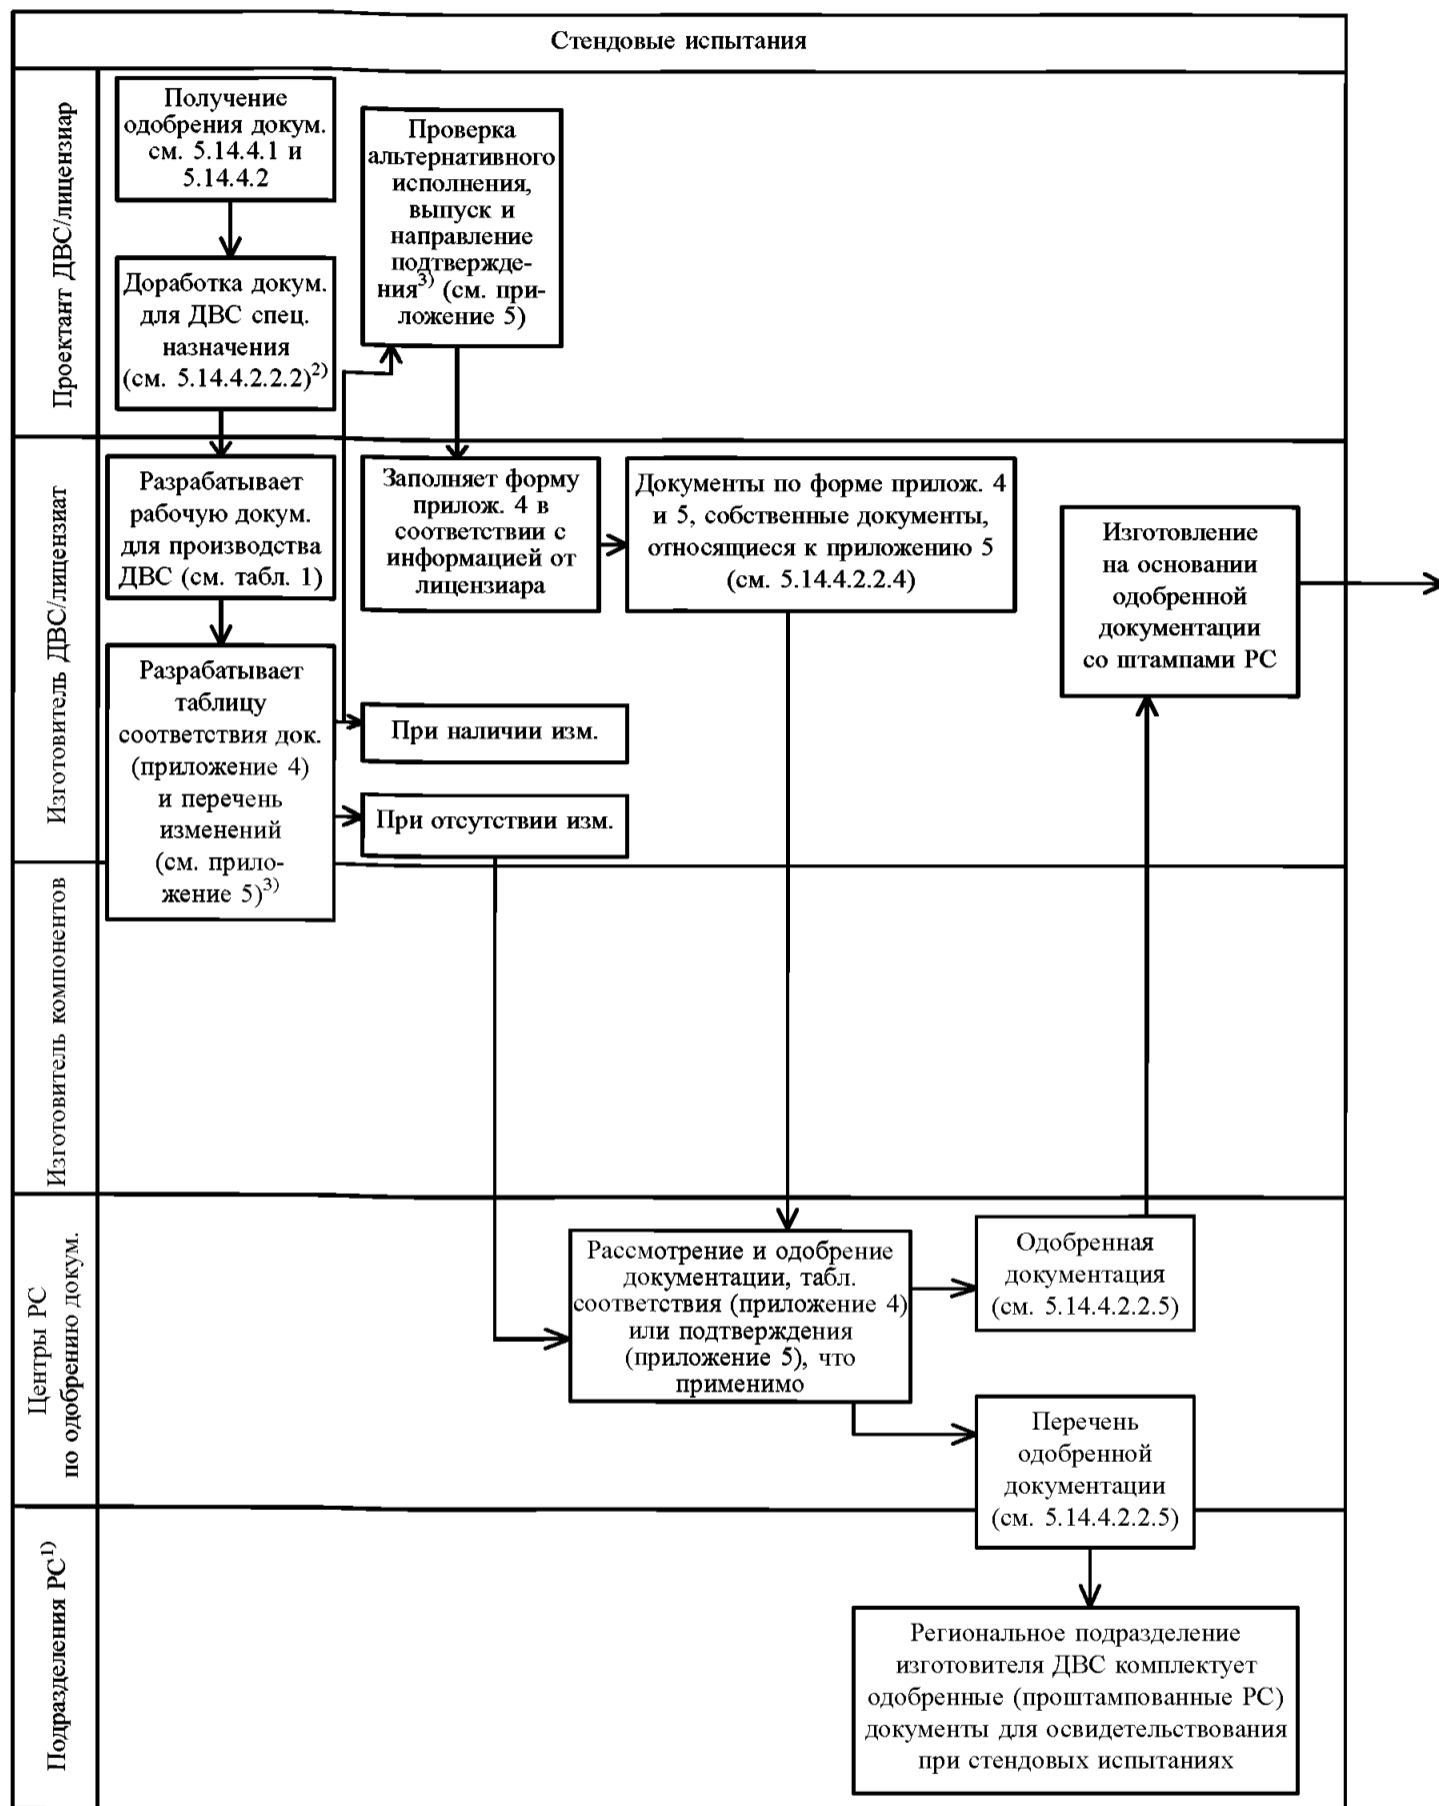 Стендовые испытания
Проектант ДВС/лицензиар
Получение
одобрения докум.
см. 5.14.4.1 и
5.14.4.2
Доработка докум.
для ДВС спец.
назначения
(см. 5.14.4.2.2.2)2)
Проверка
альтернативного
исполнения,
выпуск и
направление
подтвержде-
ния3) (см. при-
ложение 5)
Изготовитель ДВС/лицензиат
Разрабатывает
рабочую докум.
для производства
ДВС (см. табл. 1)
Разрабатывает
таблицу
соответствия док.
(приложение 4)
и перечень
изменений
(см. прило-
жение 5)3)
Заполняет форму
прилож. 4 в
соответствии с
информацией от
лицензиара
Документы по форме прилож. 4
и 5, собственные документы,
относящиеся к приложению 5
(см. 5.14.4.2.2.4)
Изготовление
на основании
одобренной
документации
со штампами РС
При наличии изм.
При отсутствии изм.
Изготовитель компонентов
Центры РС
по одобрению докум.
Рассмотрение и одобрение
документации, табл.
соответствия (приложение 4)
или подтверждения
(приложение 5), что
применимо
Одобренная
документация
(см. 5.14.4.2.2.5)
Перечень
одобренной
документации
(см. 5.14.4.2.2.5)
Подразделения РС1)
Региональное подразделение
изготовителя ДВС комплектует
одобренные (проштампованные РС)
документы для освидетельствования
при стендовых испытаниях